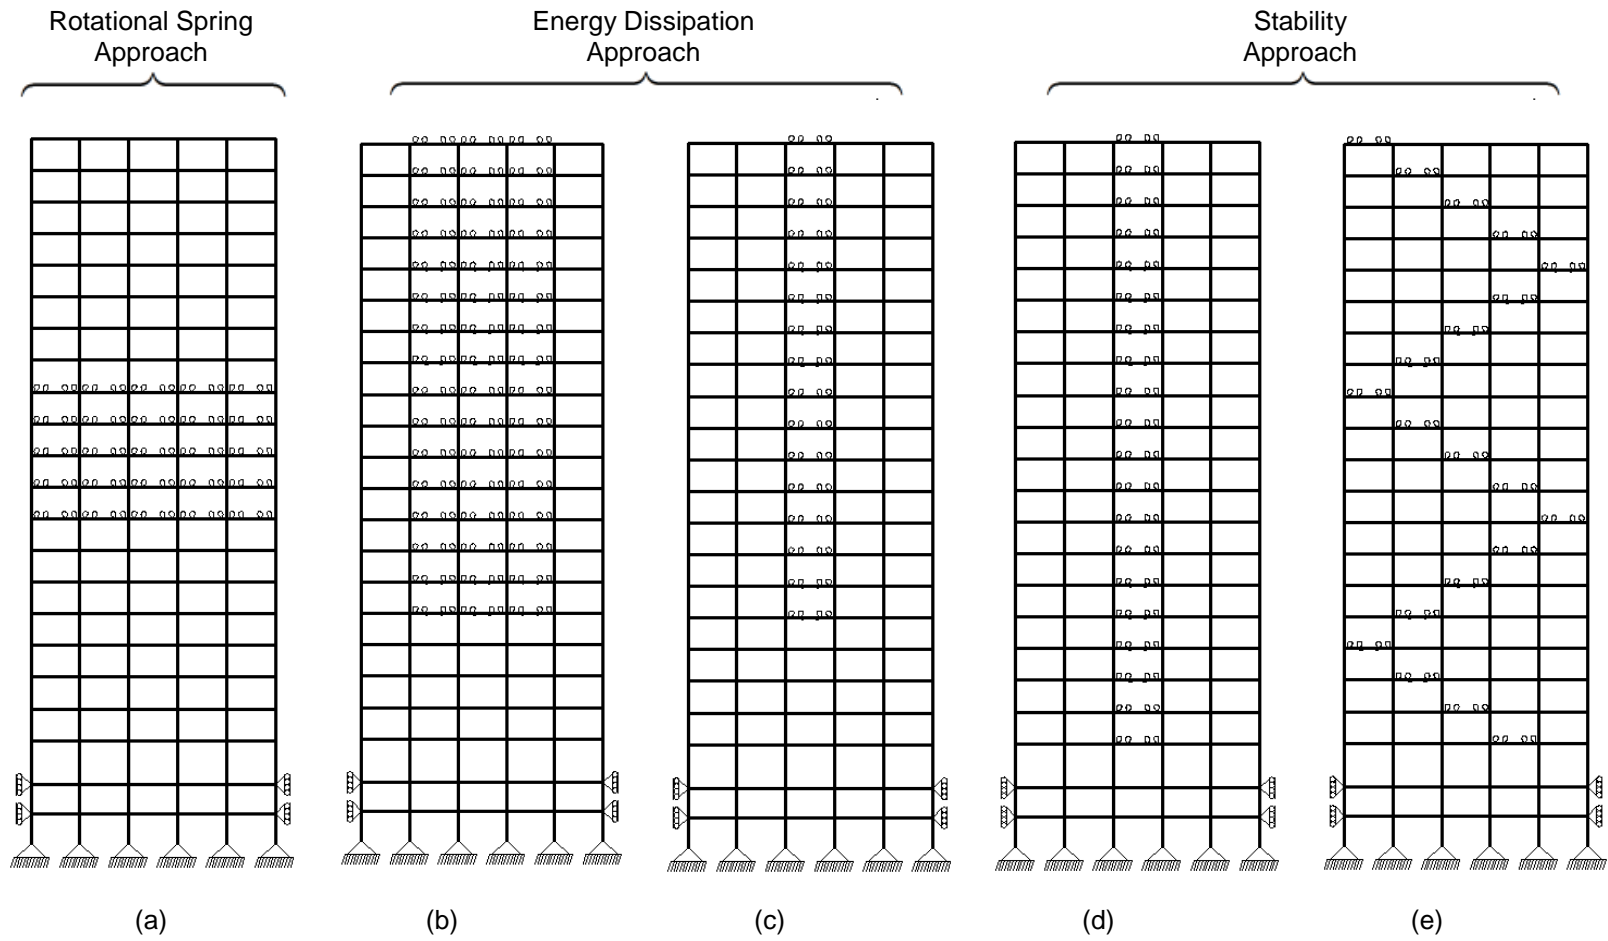 Rotational Spring
Approach
Energy Dissipation
Approach
Stability
Approach
(a)
(b)
(c)
(d)
(e)